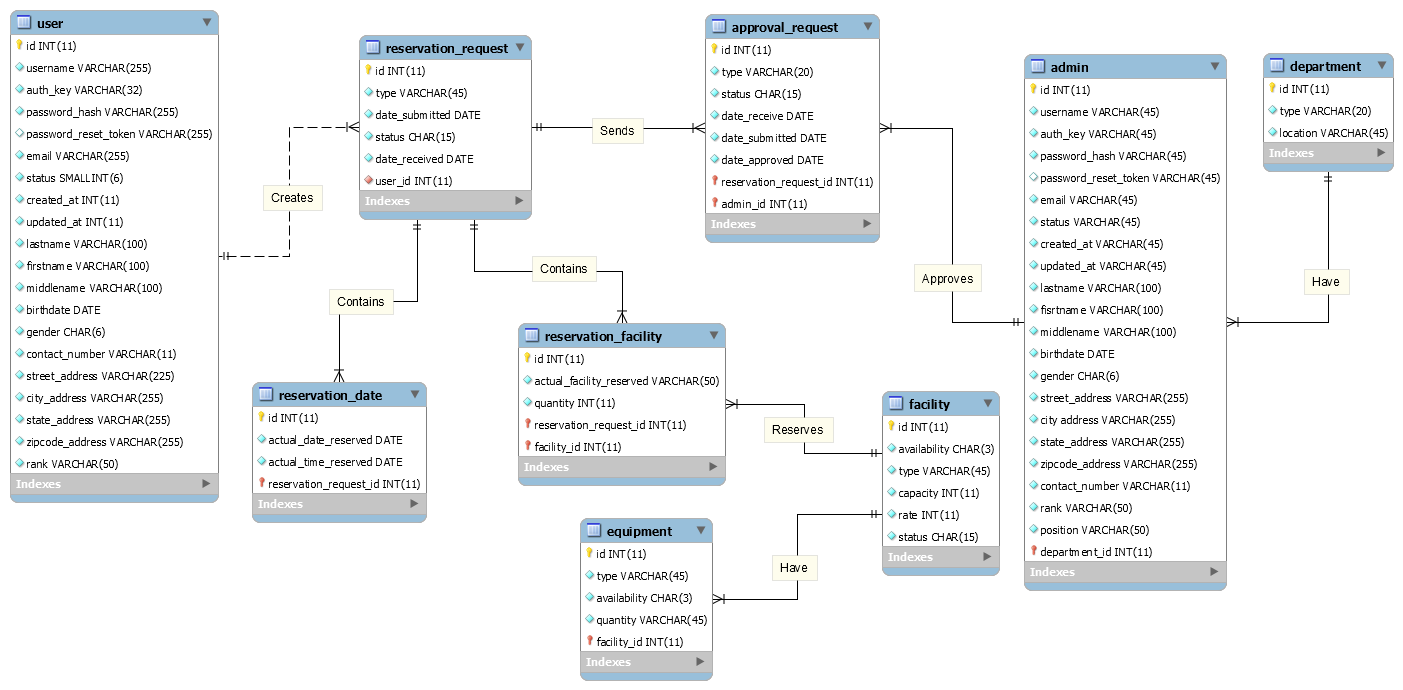 user
id INT(11)
username VARCHAR(255)
auth_key VARCHAR(32)
password_hash VARCHAR(255)
password_reset_token VARCHAR(255)
email VARCHAR(255)
status SMALLINT(6)
created_at INT(11)
updated_at INT(11)
lastname VARCHAR(100)
firstname VARCHAR(100)
middlename VARCHAR(100)
birthdate DATE
gender CHAR(6)
contact_number VARCHAR(11)
street_address VARCHAR(225)
city_address VARCHAR(255)
state_address VARCHAR(255)
zipcode_address VARCHAR(255)
rank VARCHAR(50)
Indexes
Creates
reservation_request
id INT(11)
type VARCHAR(45)
date_submitted DATE
status CHAR(15)
date_received DATE
user_id INT(11)
Indexes
Sends
approval_request
id INT(11)
type VARCHAR(20)
status CHAR(15)
date_receive DATE
date_submitted DATE
date_approved DATE
reservation_request_id INT(11)
admin_id INT(11)
Indexes
Approves
admin
id INT(11)
username VARCHAR(45)
auth_key VARCHAR(45)
password_hash VARCHAR(45)
password_reset_token VARCHAR(45)
email VARCHAR(45)
status VARCHAR(45)
created_at VARCHAR(45)
updated_at VARCHAR(45)
lastname VARCHAR(100)
fisrtname VARCHAR(100)
middlename VARCHAR(100)
birthdate DATE
gender CHAR(6)
street_address VARCHAR(255)
city address VARCHAR(255)
state_address VARCHAR(255)
zipcode_address VARCHAR(255)
contact_number VARCHAR(11)
rank VARCHAR(50)
position VARCHAR(50)
department_id INT(11)
Indexes
department
id INT(11)
type VARCHAR(20)
location VARCHAR(45)
Indexes
Have
Contains
Contains
reservation_date
id INT(11)
actual_date_reserved DATE
actual_time_reserved DATE
reservation_request_id INT(11)
Indexes
reservation_facility
id INT(11)
actual_facility_reserved VARCHAR(50)
quantity INT(11)
reservation_request_id INT(11)
facility_id INT(11)
Indexes
Reserves
facility
id INT(11)
availability CHAR(3)
type VARCHAR(45)
capacity INT(11)
rate INT(11)
status CHAR(15)
Indexes
Have
equipment
id INT(11)
type VARCHAR(45)
availability CHAR(3)
quantity VARCHAR(45)
facility_id INT(11)
Indexes